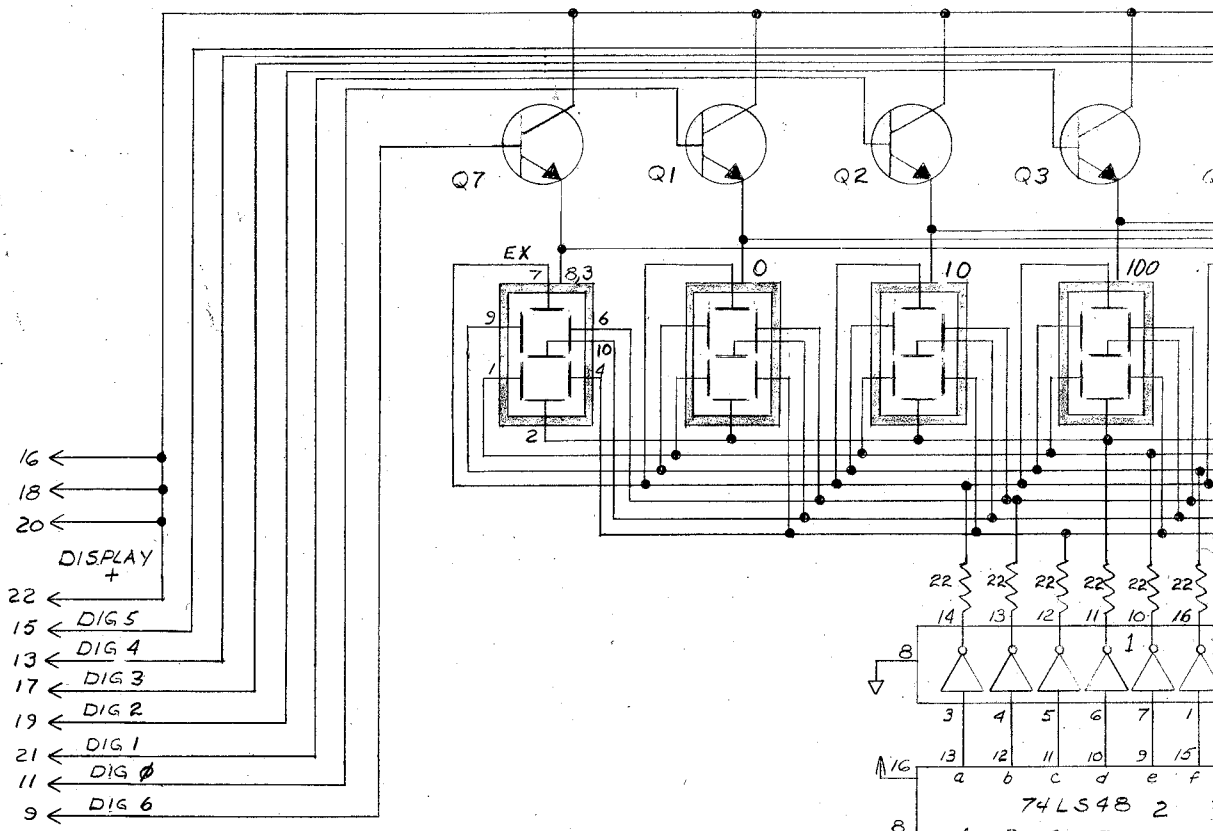 Q7
Q1
Q2
Q3
EX
7
8,3
0
10
100
9
6
10
1
4
2
16
18
20
DISPLAY
+
22
15 DIG 5
13 DIG 4
17 DIG 3
19 DIG 2
21 DIG 1
11 DIG Ø
9 DIG 6
22 22 22 22 22 22
14 13 12 11 10 16
8
1
3 4 5 6 7 1
16
13 12 11 10 9 15
a b c d e f
74LS48 2
8